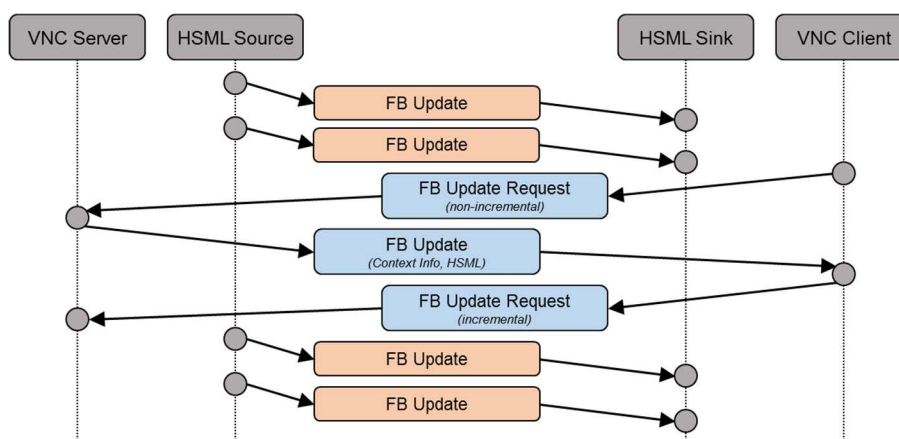 VNC Server
HSML Source
HSML Sink
VNC Client
FB Update
FB Update
FB Update Request
(non-incremental)
FB Update
(Context Info, HSML)
FB Update Request
(incremental)
FB Update
FB Update